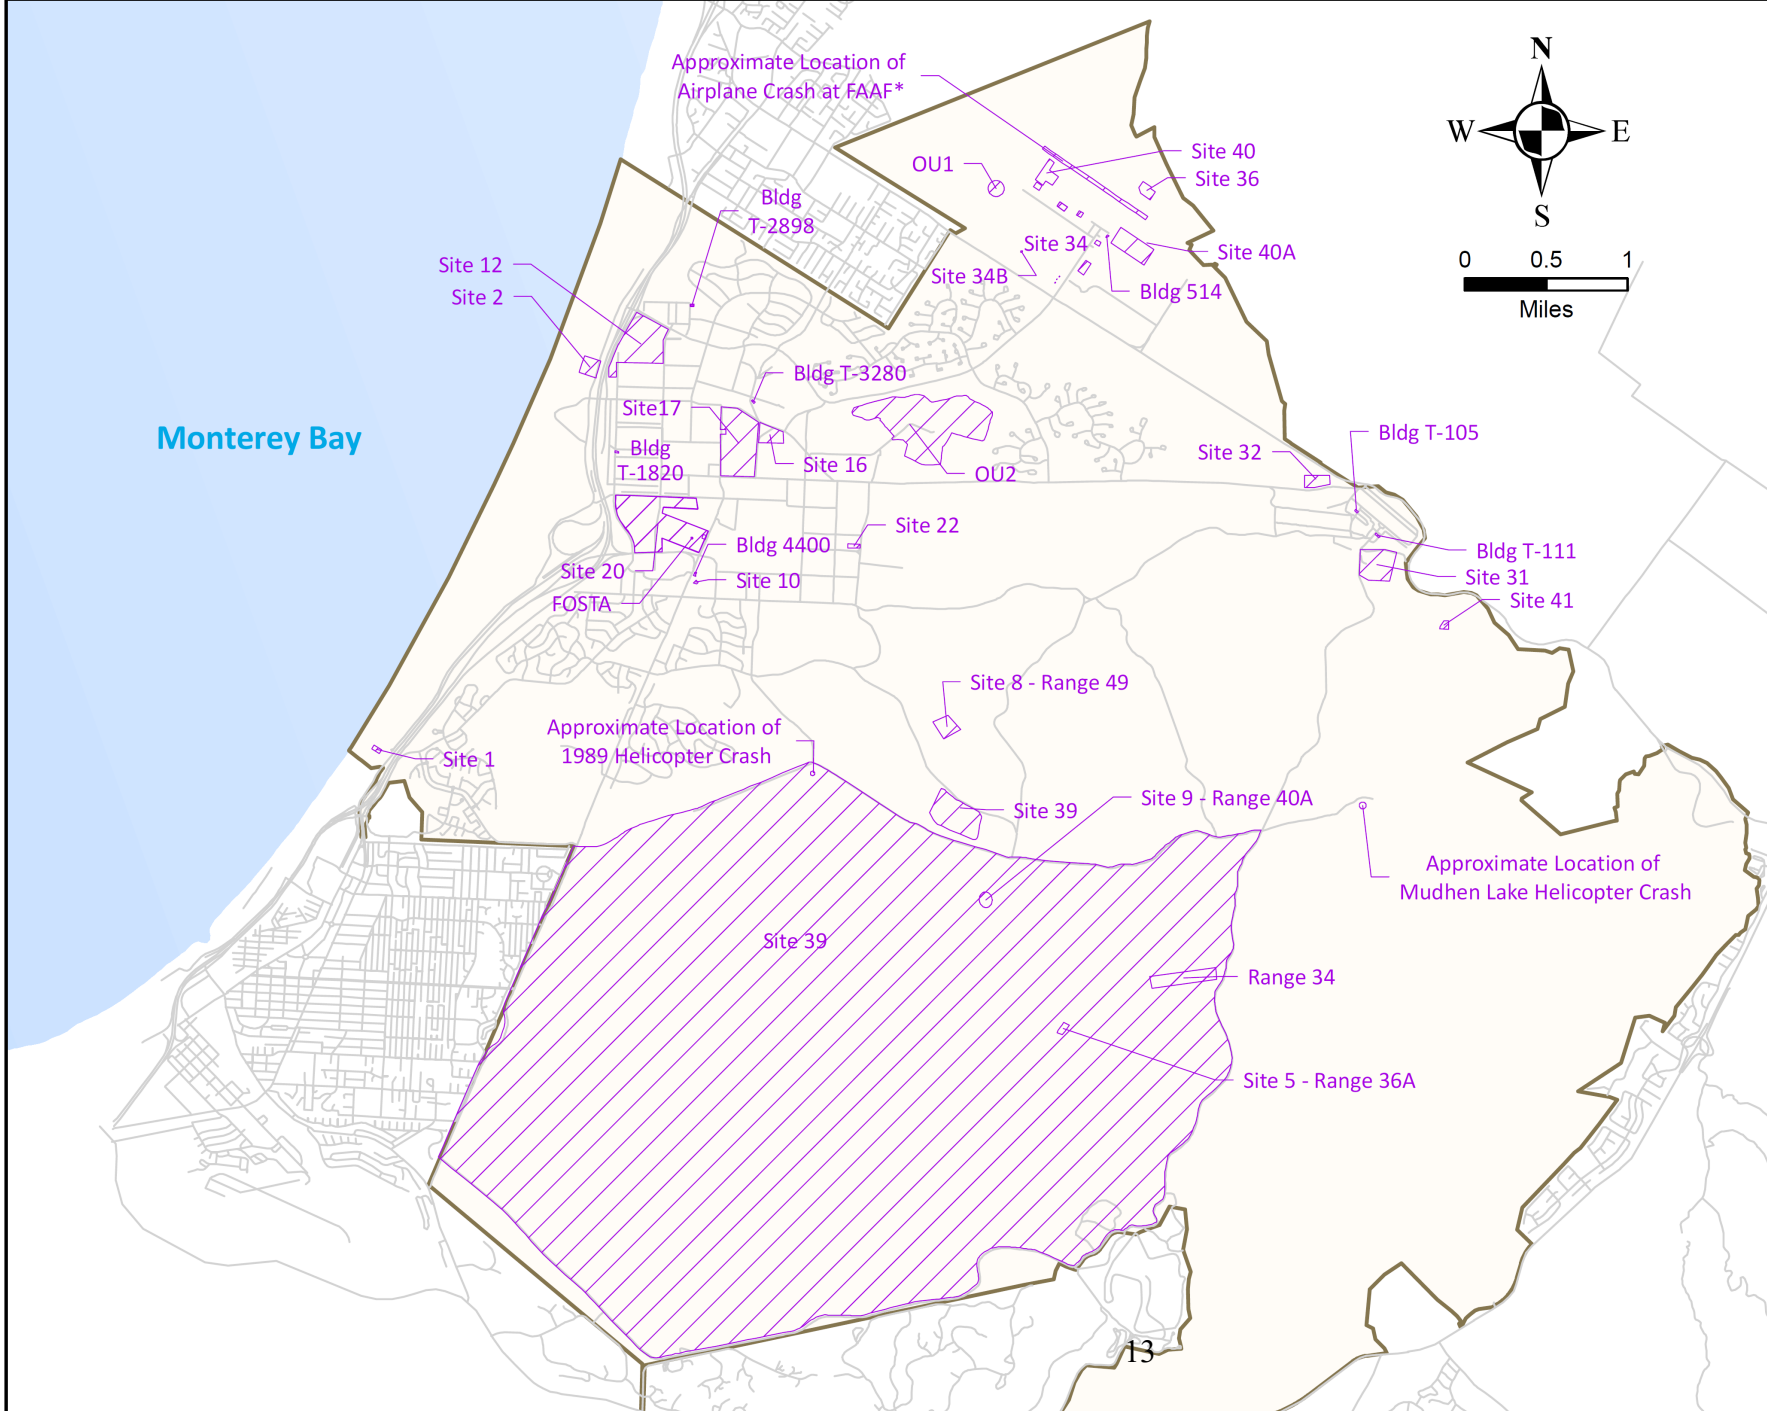 N
W
E
S
0 0.5 1
Miles
Approximate Location of
Airplane Crash at FAAF*
OU1
Site 40
Site 36
Bldg
T-2898
Site 34
Site 40A
Site 34B
Bldg 514
Site 12
Site 2
Bldg T-3280
Site17
Monterey Bay
Bldg
T-1820
Site 16
OU2
Site 32
Bldg T-105
Site 22
Bldg 4400
Bldg T-111
Site 20
Site 10
Site 31
FOSTA
Site 41
Site 8 - Range 49
Approximate Location of
1989 Helicopter Crash
Site 1
Site 39
Site 9 - Range 40A
Approximate Location of
Mudhen Lake Helicopter Crash
Site 39
Range 34
Site 5 - Range 36A
13